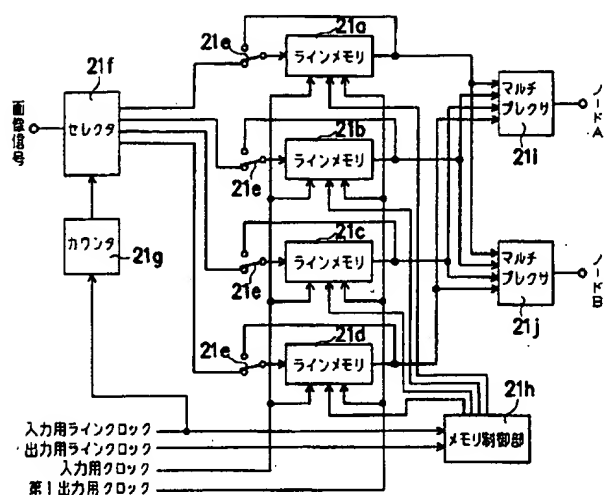 21a
21e
ラインメモリ
21f
セレクタ
画像信号
21b
21e
ラインメモリ
マルチ
プレクサ
21i
ノードA
21g
カウンタ
21c
21e
ラインメモリ
マルチ
プレクサ
21j
ノードB
21d
21e
ラインメモリ
21h
メモリ制御部
入力用ラインクロック
出力用ラインクロック
入力用クロック
第1出力用クロック